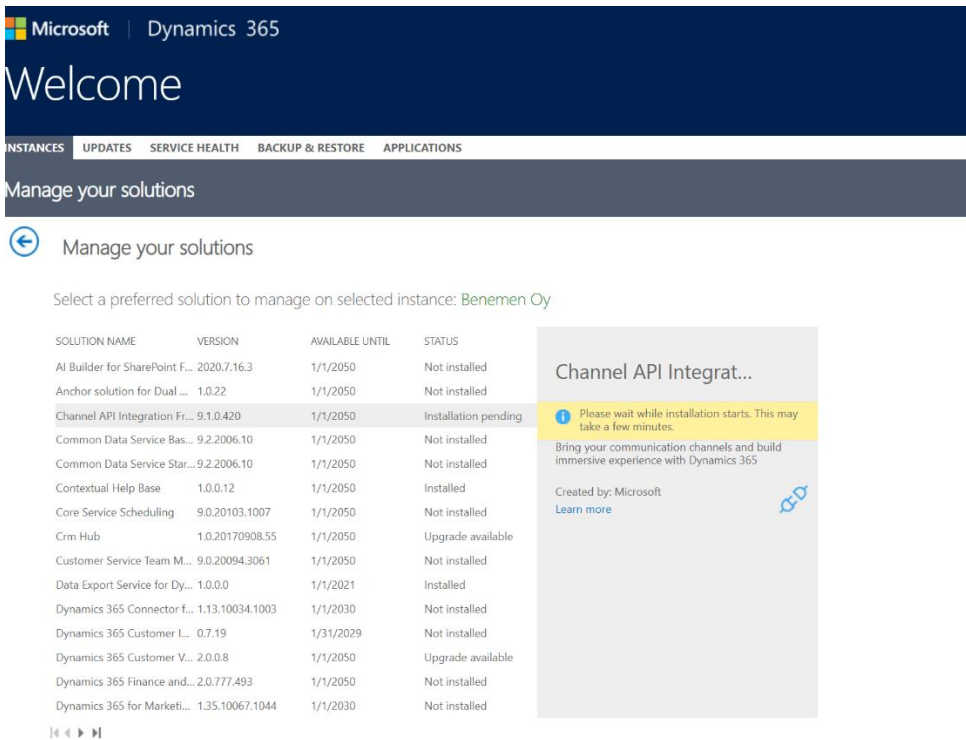 Microsoft | Dynamics 365
Welcome
INSTANCES UPDATES SERVICE HEALTH BACKUP & RESTORE APPLICATIONS
Manage your solutions
Manage your solutions
Select a preferred solution to manage on selected instance: Benemen Oy
SOLUTION NAME VERSION AVAILABLE UNTIL STATUS
AI Builder for SharePoint F... 2020.7.16.3 1/1/2050 Not installed
Anchor solution for Dual ... 1.0.22 1/1/2050 Not installed
Channel API Integration Fr... 9.1.0.420 1/1/2050 Installation pending
Common Data Service Bas... 9.2.2006.10 1/1/2050 Not installed
Common Data Service Star... 9.2.2006.10 1/1/2050 Not installed
Contextual Help Base 1.0.0.12 1/1/2050 Installed
Core Service Scheduling 9.0.20103.1007 1/1/2050 Not installed
Crm Hub 1.0.20170908.55 1/1/2050 Upgrade available
Customer Service Team M... 9.0.20094.3061 1/1/2050 Not installed
Data Export Service for Dy... 1.0.0.0 1/1/2021 Installed
Dynamics 365 Connector f... 1.13.10034.1003 1/1/2030 Not installed
Dynamics 365 Customer I... 0.7.19 1/31/2029 Not installed
Dynamics 365 Customer V... 2.0.0.8 1/1/2050 Upgrade available
Dynamics 365 Finance and... 2.0.777.493 1/1/2050 Not installed
Dynamics 365 for Marketi... 1.35.10067.1044 1/1/2030 Not installed
Channel API Integrat...
Please wait while installation starts. This may
take a few minutes.
Bring your communication channels and build
immersive experience with Dynamics 365
Created by: Microsoft
Learn more